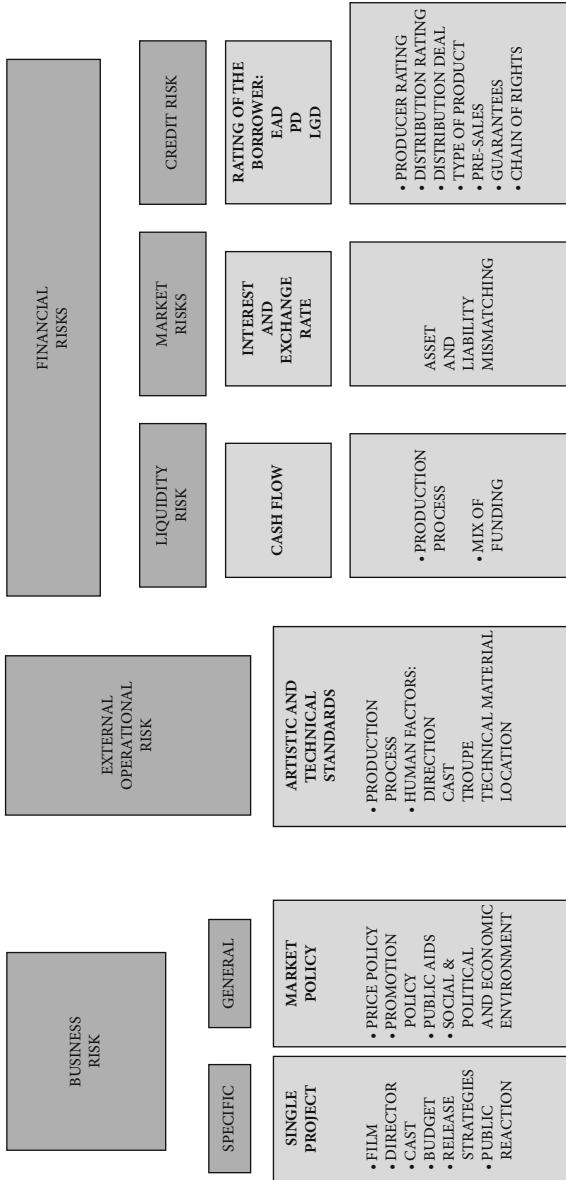 BUSINESS
RISK
SPECIFIC
SINGLE
PROJECT
• FILM
• DIRECTOR
• CAST
• BUDGET
• RELEASE
STRATEGIES
• PUBLIC
REACTION
GENERAL
MARKET
POLICY
• PRICE POLICY
• PROMOTION
POLICY
• PUBLIC AIDS
• SOCIAL &
POLITICAL
AND ECONOMIC
ENVIRONMENT
EXTERNAL
OPERATIONAL
RISK
ARTISTIC AND
TECHNICAL
STANDARDS
• PRODUCTION
PROCESS
• HUMAN FACTORS:
DIRECTION
CAST
TROUPE
TECHNICAL MATERIAL
LOCATION
FINANCIAL
RISKS
LIQUIDITY
RISK
CASH FLOW
• PRODUCTION
PROCESS
• MIX OF
FUNDING
MARKET
RISKS
INTEREST
AND
EXCHANGE
RATE
ASSET
AND
LIABILITY
MISMATCHING
CREDIT RISK
RATING OF THE
BORROWER:
EAD
PD
LGD
• PRODUCER RATING
• DISTRIBUTION RATING
• DISTRIBUTION DEAL
• TYPE OF PRODUCT
• PRE-SALES
• GUARANTEES
• CHAIN OF RIGHTS